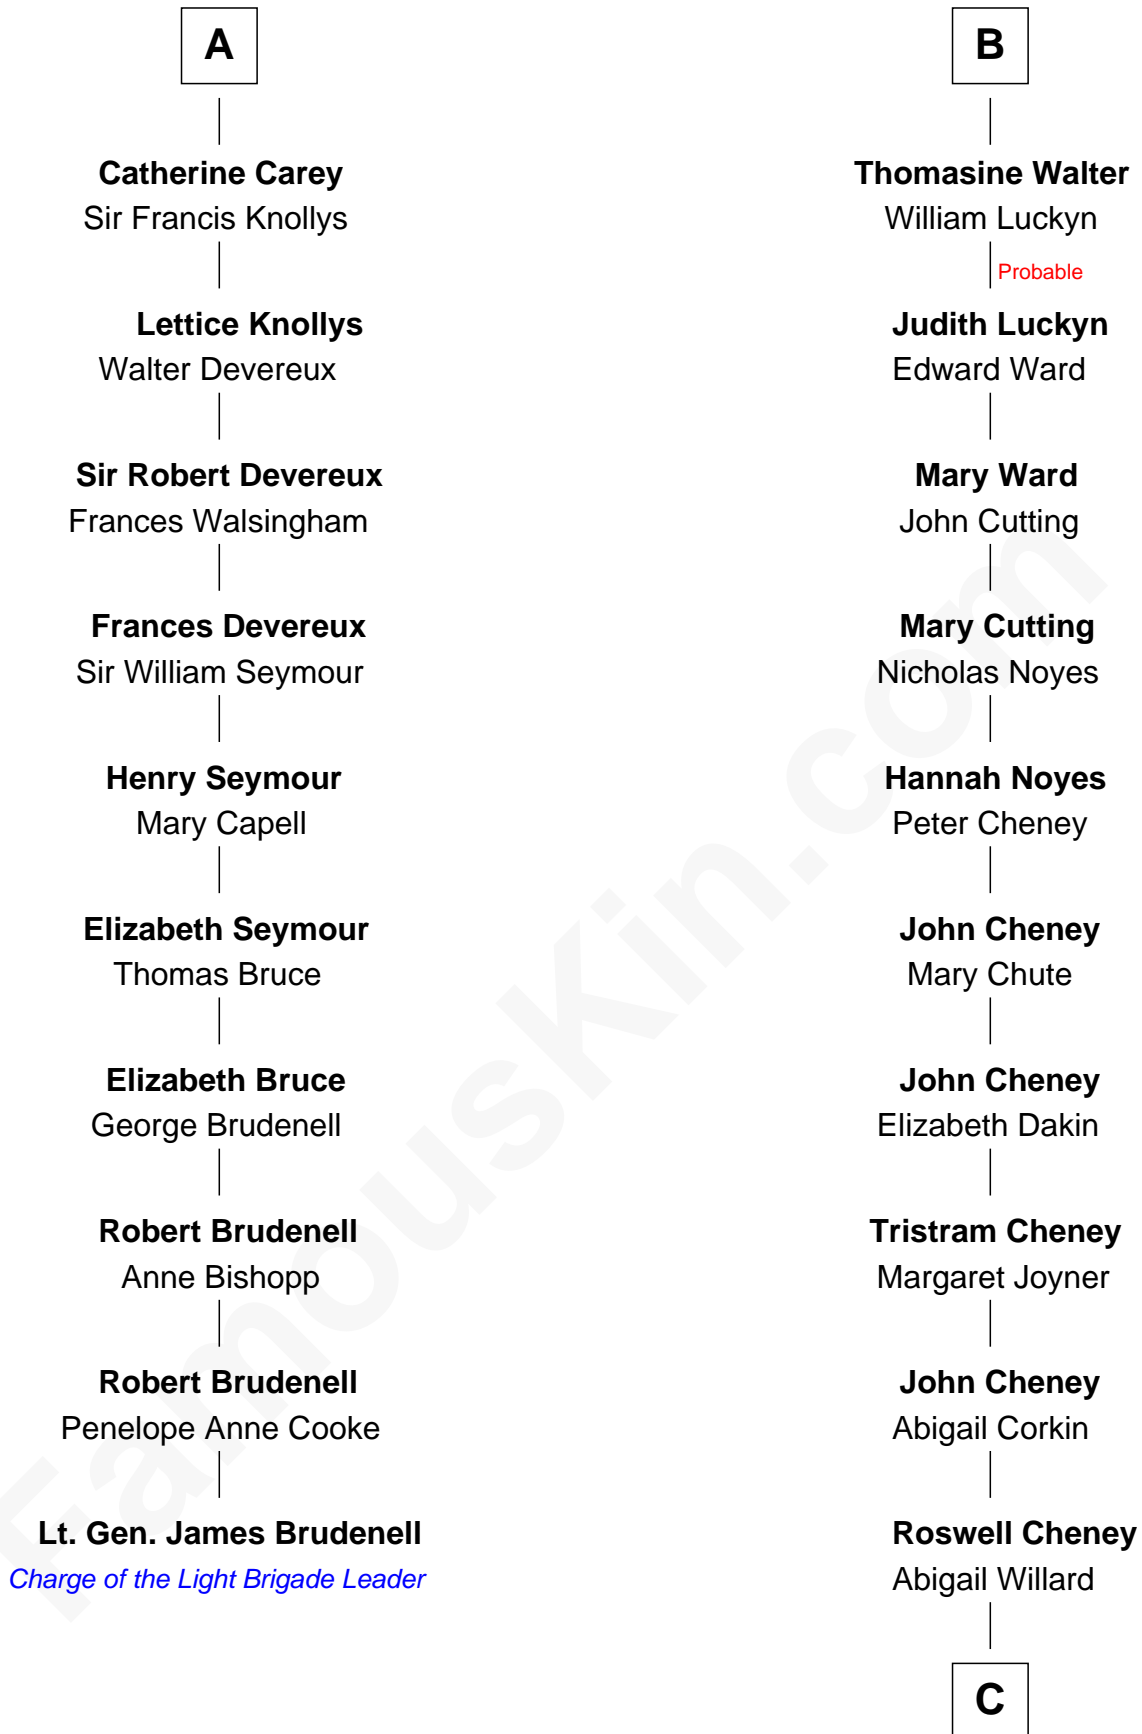 A
Catherine Carey
Sir Francis Knollys
Lettice Knollys
Walter Devereux
Sir Robert Devereux
Frances Walsingham
Frances Devereux
Sir William Seymour
Henry Seymour
Mary Capell
Elizabeth Seymour
Thomas Bruce
Elizabeth Bruce
George Brudenell
Robert Brudenell
Anne Bishopp
Robert Brudenell
Penelope Anne Cooke
Lt. Gen. James Brudenell
Charge of the Light Brigade Leader
B
Thomasine Walter
William Luckyn
Probable
Judith Luckyn
Edward Ward
Mary Ward
John Cutting
Mary Cutting
Nicholas Noyes
Hannah Noyes
Peter Cheney
John Cheney
Mary Chute
John Cheney
Elizabeth Dakin
Tristram Cheney
Margaret Joyner
John Cheney
Abigail Corkin
Roswell Cheney
Abigail Willard
C
FamousKin.com